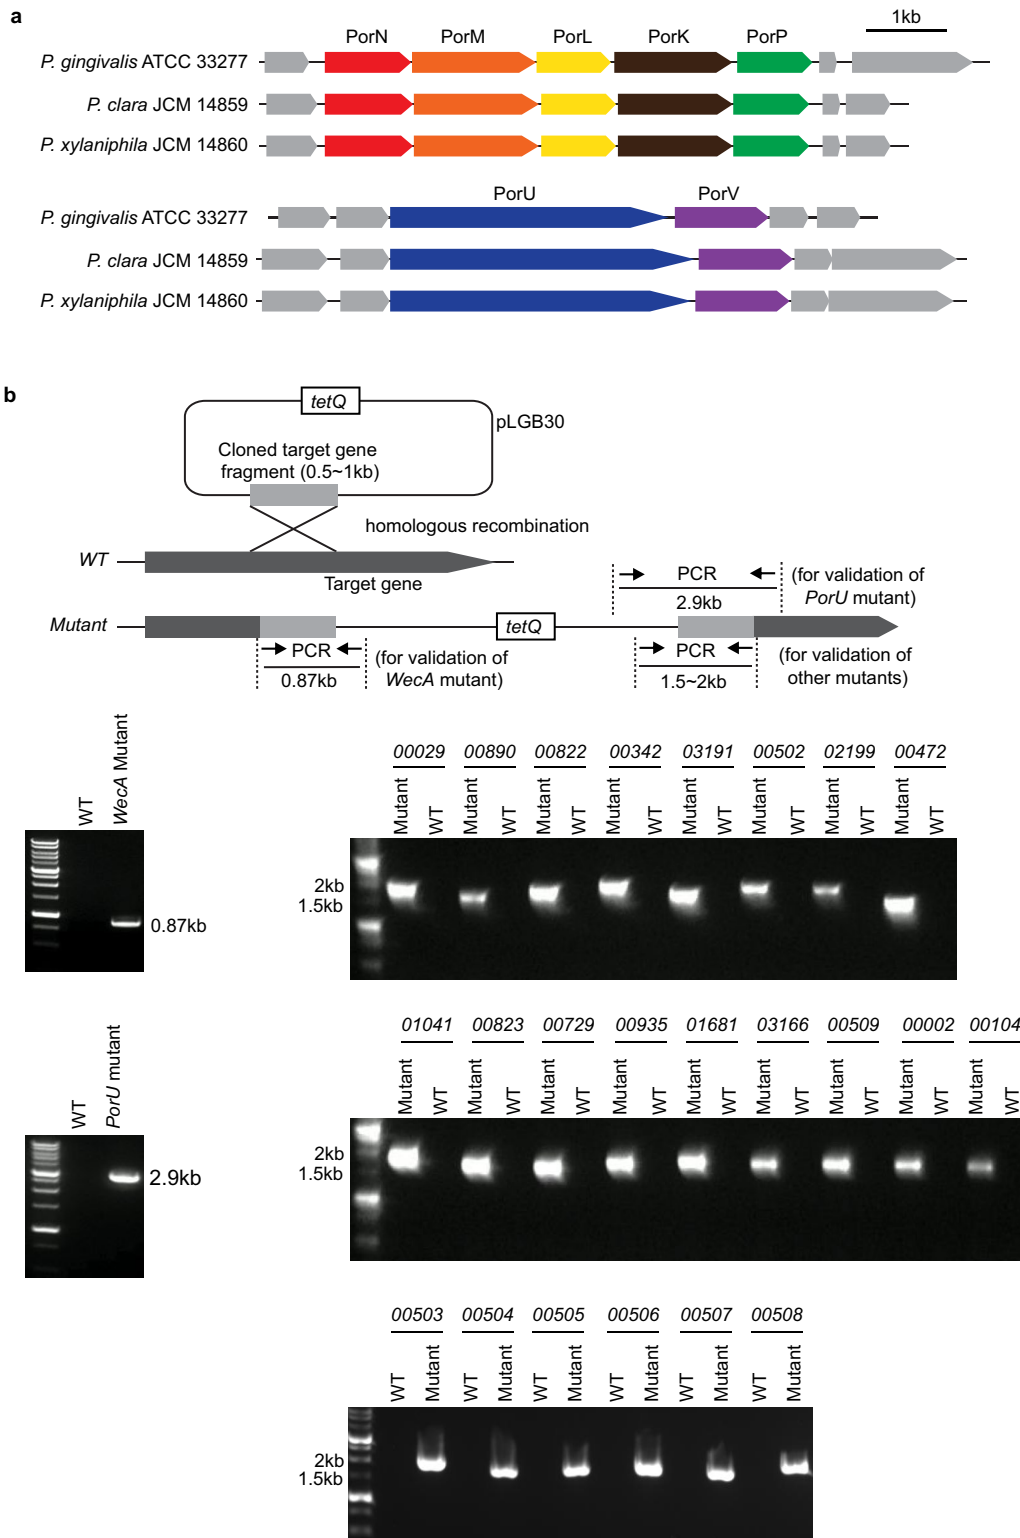 a
1kb
PorN PorM PorL PorK PorP
P. gingivalis ATCC 33277
P. clara JCM 14859
P. xylaniphila JCM 14860
PorU PorV
P. gingivalis ATCC 33277
P. clara JCM 14859
P. xylaniphila JCM 14860
b
tetQ
pLGB30
Cloned target gene
fragment (0.5~1kb)
homologous recombination
WT
Target gene
PCR
2.9kb
(for validation of
PorU mutant)
Mutant
tetQ
PCR
0.87kb
(for validation of
WecA mutant)
PCR
1.5~2kb
(for validation of
other mutants)
WT
WecA Mutant
0.87kb
00029 00890 00822 00342 03191 00502 02199 00472
Mutant WT Mutant WT Mutant WT Mutant WT Mutant WT Mutant WT Mutant WT Mutant WT
2kb
1.5kb
WT
PorU mutant
2.9kb
01041 00823 00729 00935 01681 03166 00509 00002 00104
Mutant WT Mutant WT Mutant WT Mutant WT Mutant WT Mutant WT Mutant WT Mutant WT Mutant WT
2kb
1.5kb
00503 00504 00505 00506 00507 00508
WT Mutant WT Mutant WT Mutant WT Mutant WT Mutant WT Mutant
2kb
1.5kb